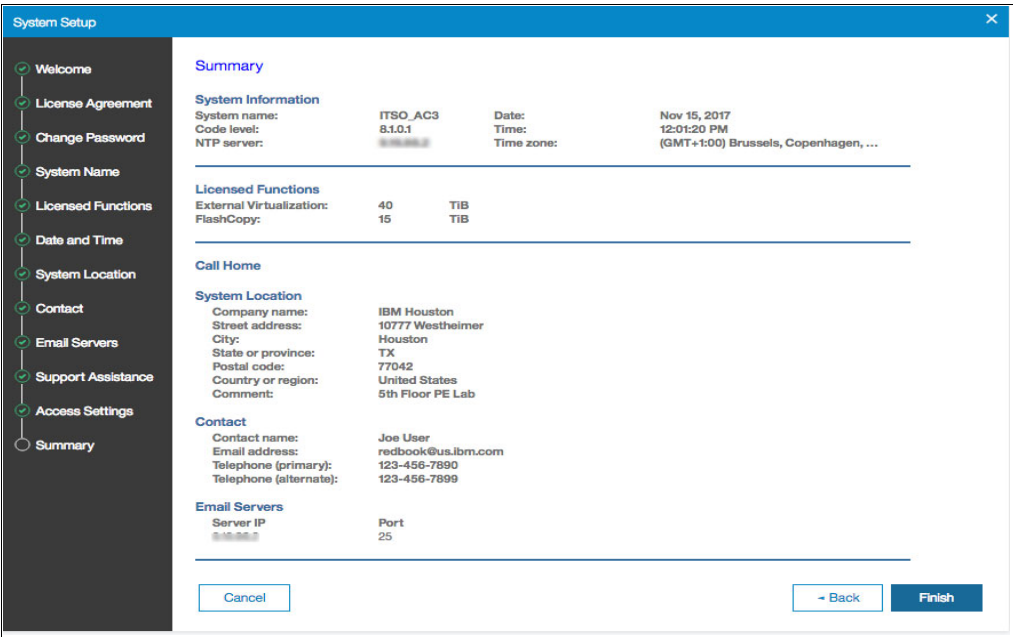 System Setup ×
Welcome
License Agreement
Change Password
System Name
Licensed Functions
Date and Time
System Location
Contact
Email Servers
Support Assistance
Access Settings
Summary
Summary
System Information
System name: ITSO_AC3 Date: Nov 15, 2017
Code level: 8.1.0.1 Time: 12:01:20 PM
NTP server: Time zone: (GMT+1:00) Brussels, Copenhagen, ...
Licensed Functions
External Virtualization: 40 TiB
FlashCopy: 15 TiB
Call Home
System Location
Company name: IBM Houston
Street address: 10777 Westheimer
City: Houston
State or province: TX
Postal code: 77042
Country or region: United States
Comment: 5th Floor PE Lab
Contact
Contact name: Joe User
Email address: redbook@us.ibm.com
Telephone (primary): 123-456-7890
Telephone (alternate): 123-456-7899
Email Servers
Server IP Port
25
Cancel Back Finish